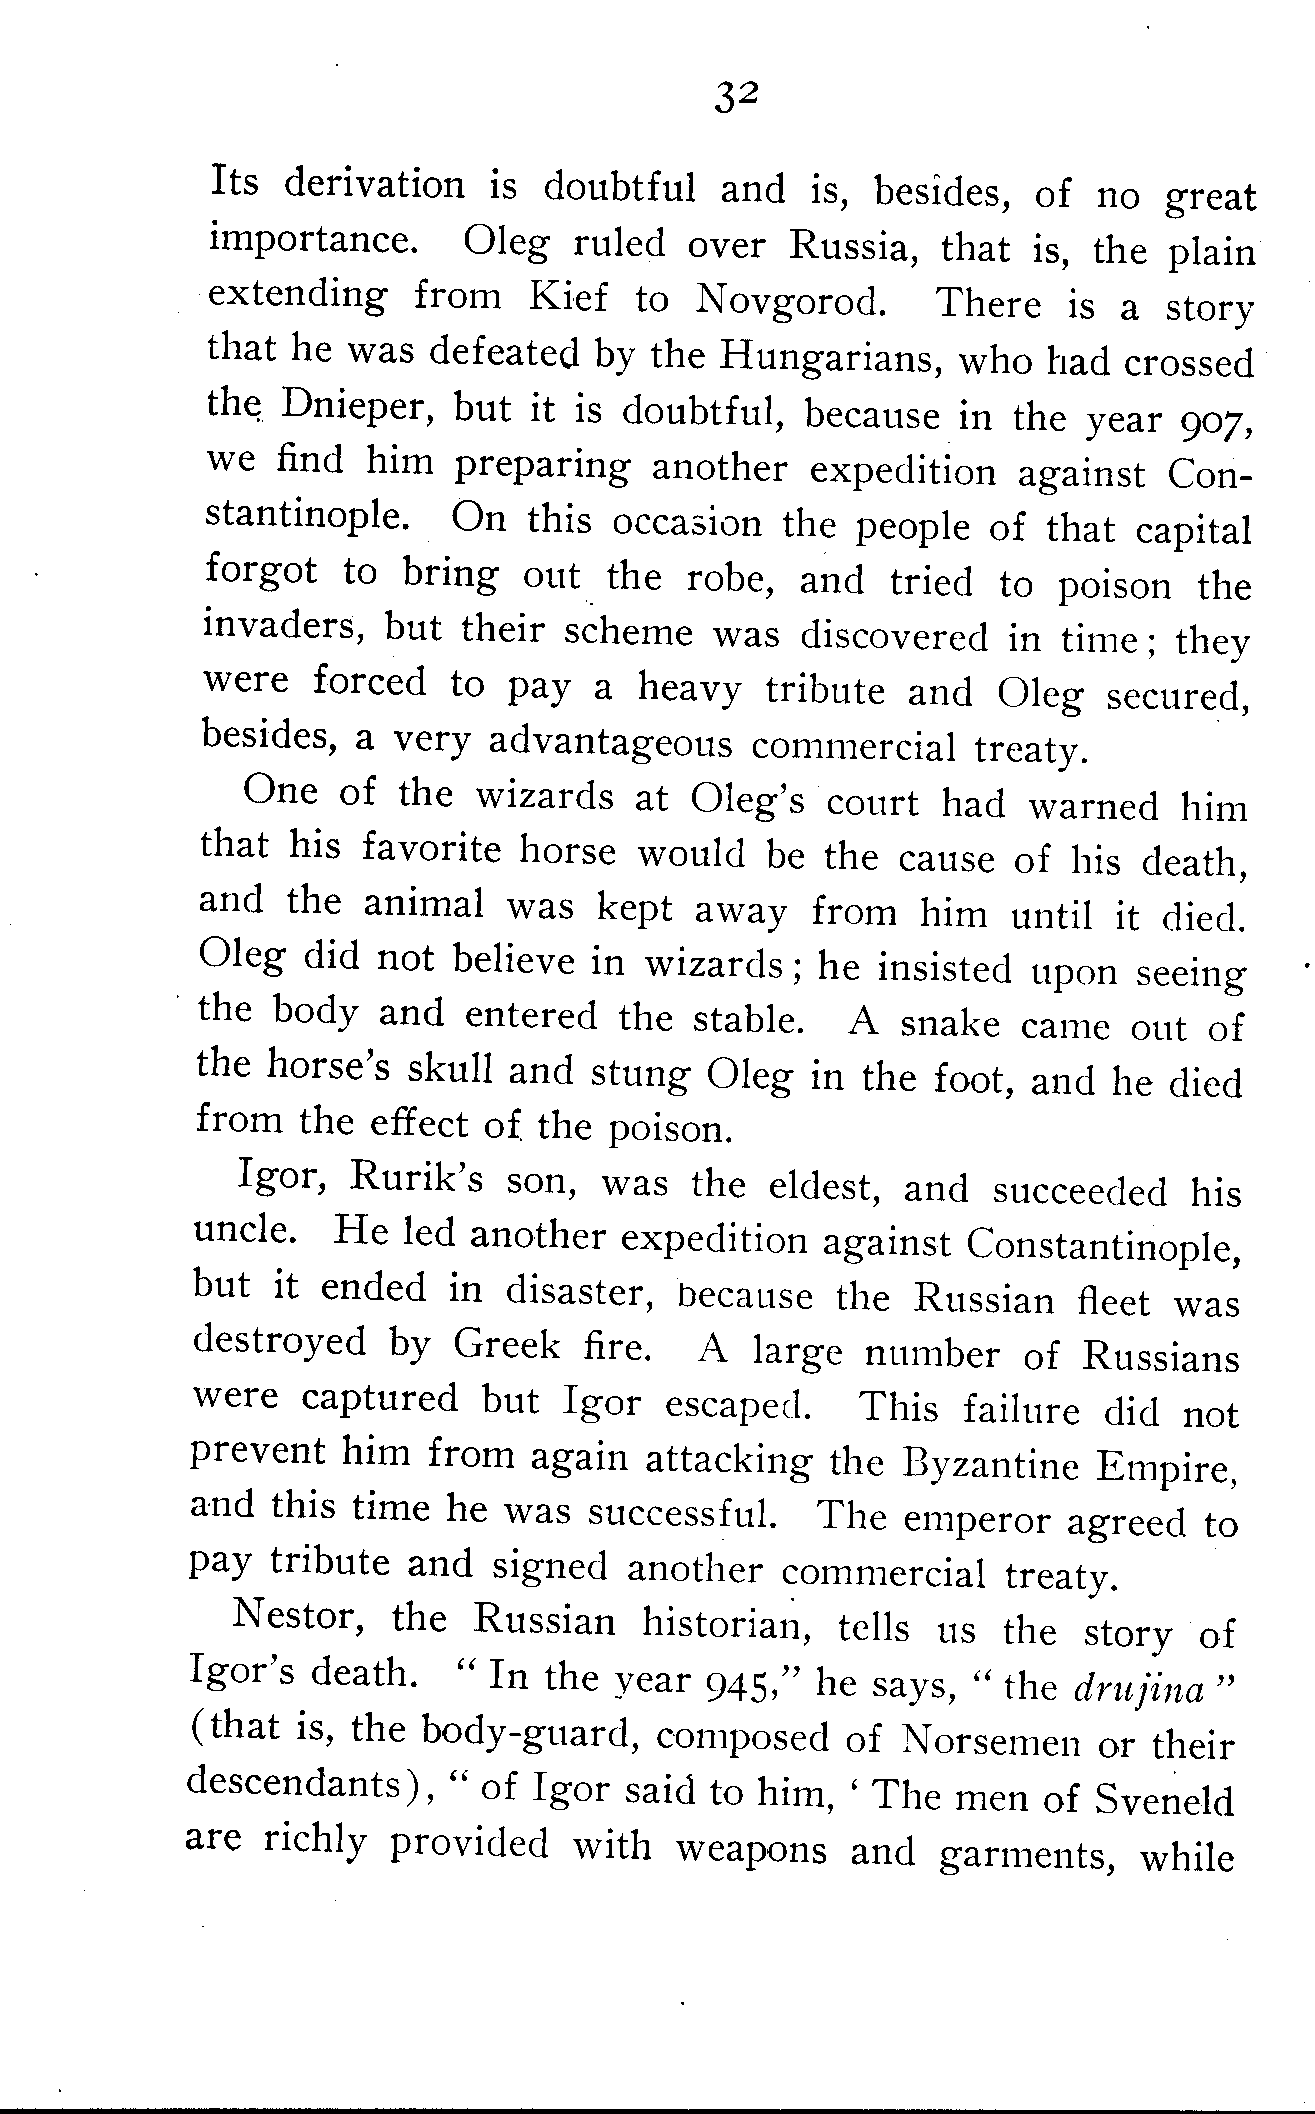 32
Its derivation is doubtful and is, besides, of no great
importance. Oleg ruled over Russia, that is, the plain
extending from Kief to Novgorod. There is a story
that he was defeated by the Hungarians, who had crossed
the Dnieper, but it is doubtful, because in the year 907,
we find him preparing another expedition against Con-
stantinople. On this occasion the people of that capital
forgot to bring out the robe, and tried to poison the
invaders, but their scheme was discovered in time; they
were forced to pay a heavy tribute and Oleg secured,
besides, a very advantageous commercial treaty.
One of the wizards at Oleg's court had warned him
that his favorite horse would be the cause of his death,
and the animal was kept away from him until it died.
Oleg did not believe in wizards; he insisted upon seeing
the body and entered the stable. A snake came out of
the horse's skull and stung Oleg in the foot, and he died
from the effect of the poison.
Igor, Rurik's son, was the eldest, and succeeded his
uncle. He led another expedition against Constantinople,
but it ended in disaster, because the Russian fleet was
destroyed by Greek fire. A large number of Russians
were captured but Igor escaped. This failure did not
prevent him from again attacking the Byzantine Empire,
and this time he was successful. The emperor agreed to
pay tribute and signed another commercial treaty.
Nestor, the Russian historian, tells us the story of
Igor's death. "In the year 945," he says, "the drujina"
(that is, the body-guard, composed of Norsemen or their
descendants), "of Igor said to him, 'The men of Sveneld
are richly provided with weapons and garments, while